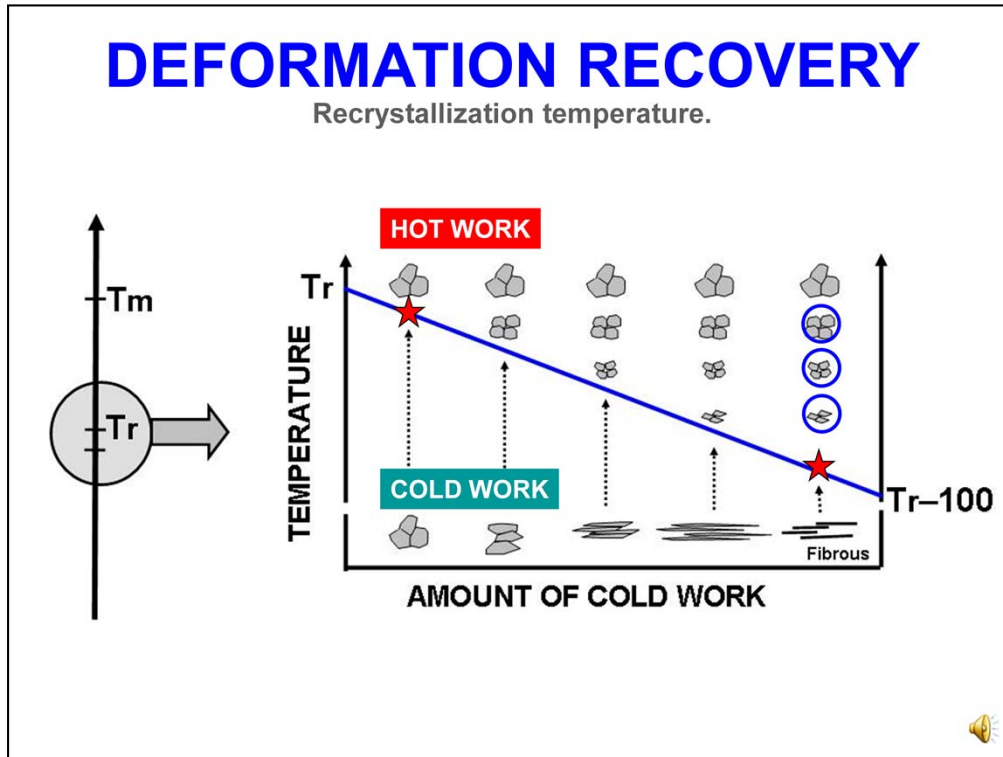 DEFORMATION RECOVERY
Recrystallization temperature.
HOT WORK
Tm
Tr
Tr
TEMPERATURE
COLD WORK
Tr–100
Fibrous
AMOUNT OF COLD WORK